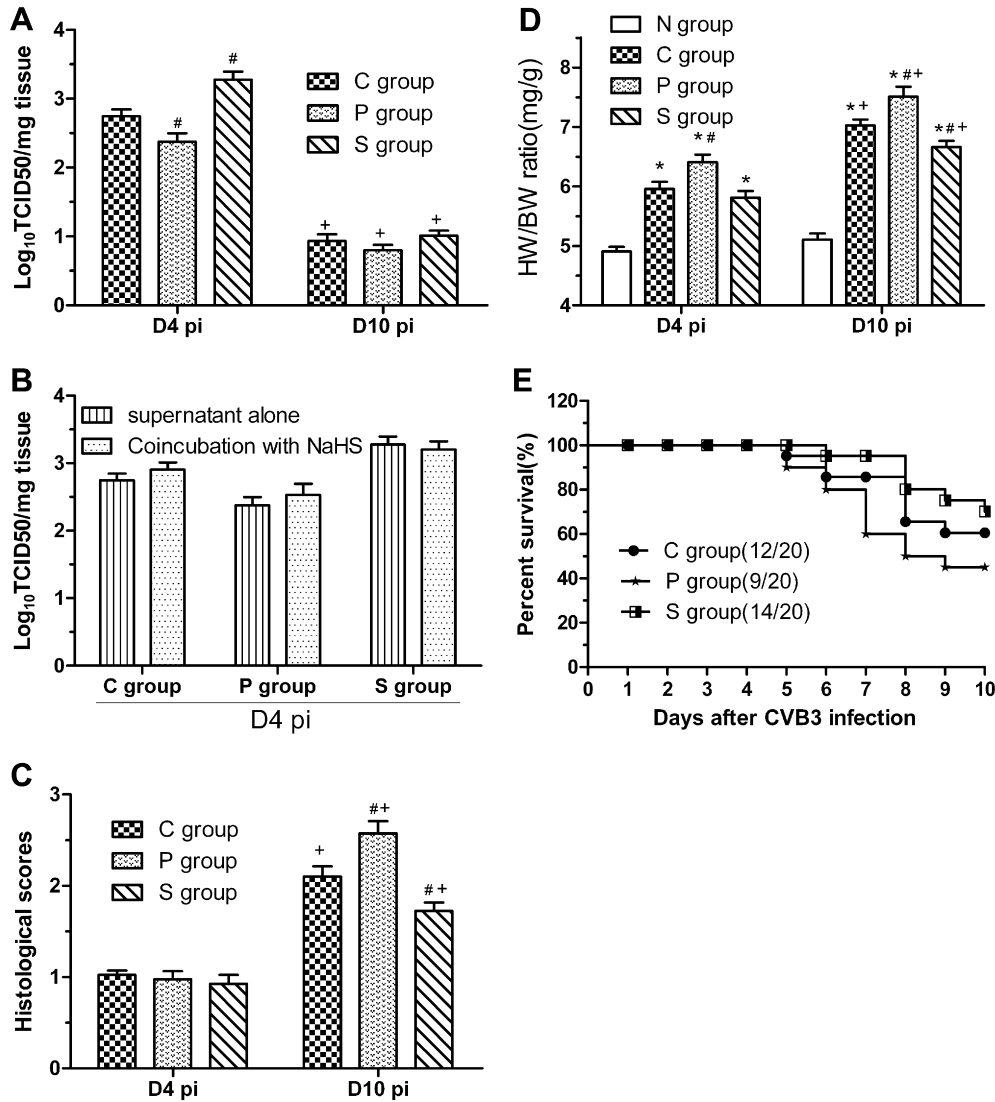 A
Log10TCID50/mg tissue
4
3
2
1
0
# # #
+ + +
C group
P group
S group
D4 pi D10 pi
D
HW/BW ratio(mg/g)
8
7
6
5
4
N group
C group
P group
S group
* * # *
* + * # + * # +
D4 pi D10 pi
B
Log10TCID50/mg tissue
4
3
2
1
0
supernatant alone
Coincubation with NaHS
C group P group S group
D4 pi
E
Percent survival(%)
120
100
80
60
40
20
0
C group(12/20)
P group(9/20)
S group(14/20)
0 1 2 3 4 5 6 7 8 9 10
Days after CVB3 infection
C
Histological scores
3
2
1
0
C group
P group
S group
+ #+ #+
D4 pi D10 pi